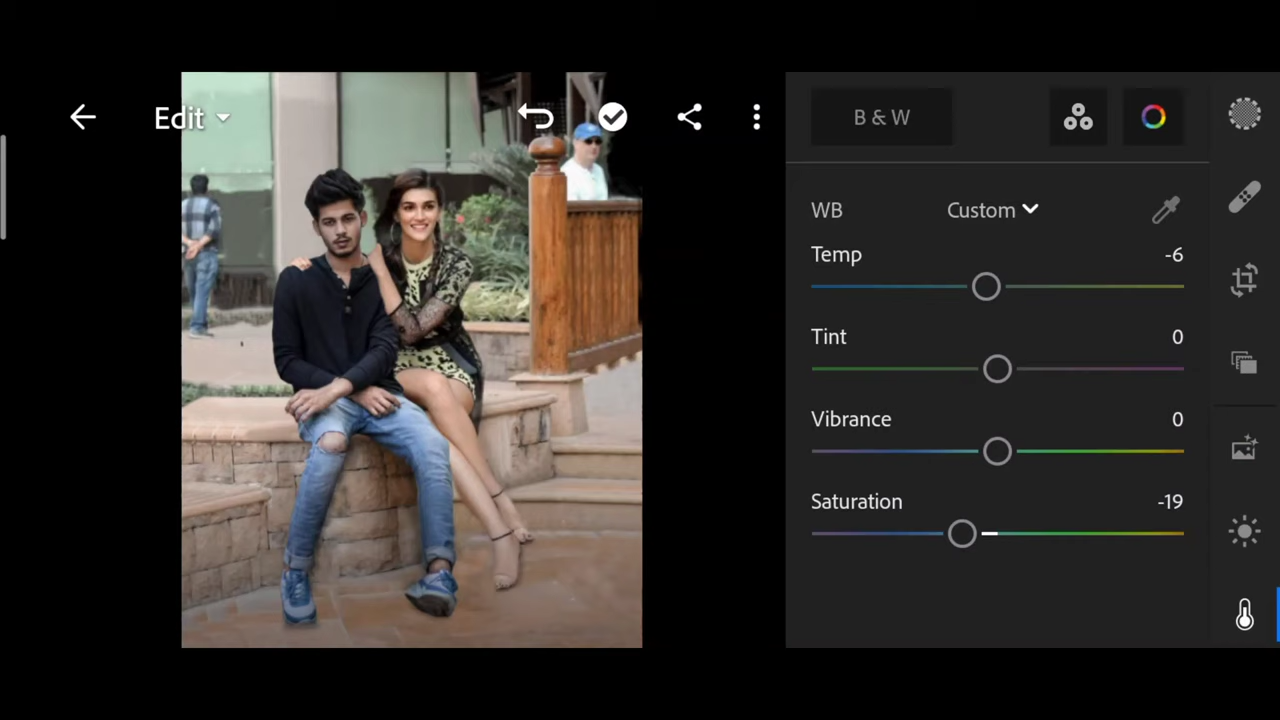 Edit
B & W
WB Custom
Temp -6
Tint 0
Vibrance 0
Saturation -19